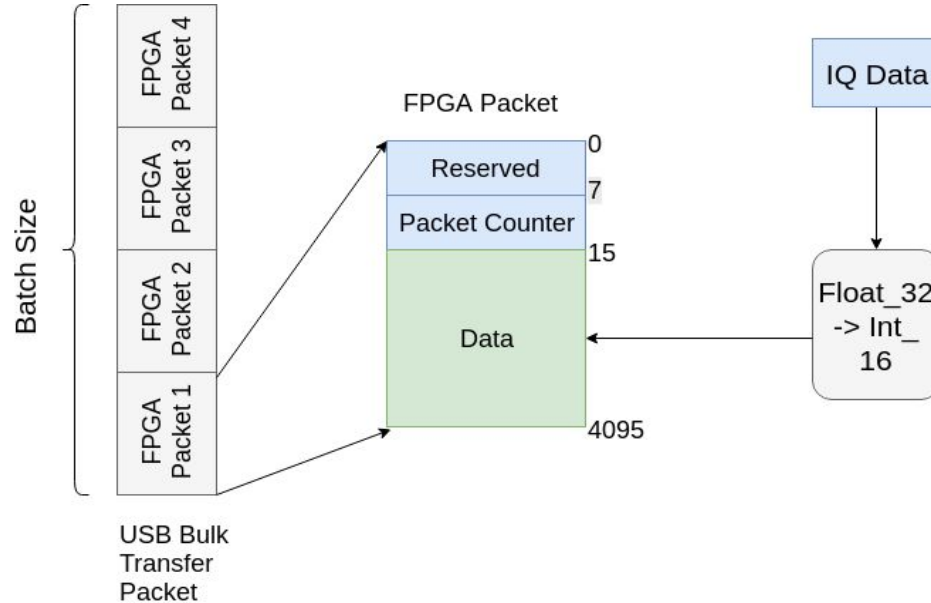 Batch Size
FPGA
Packet 4
FPGA
Packet 3
FPGA
Packet 2
FPGA
Packet 1
USB Bulk
Transfer
Packet
FPGA Packet
0
Reserved
7
Packet Counter
15
Data
4095
IQ Data
Float_32
-> Int_
16